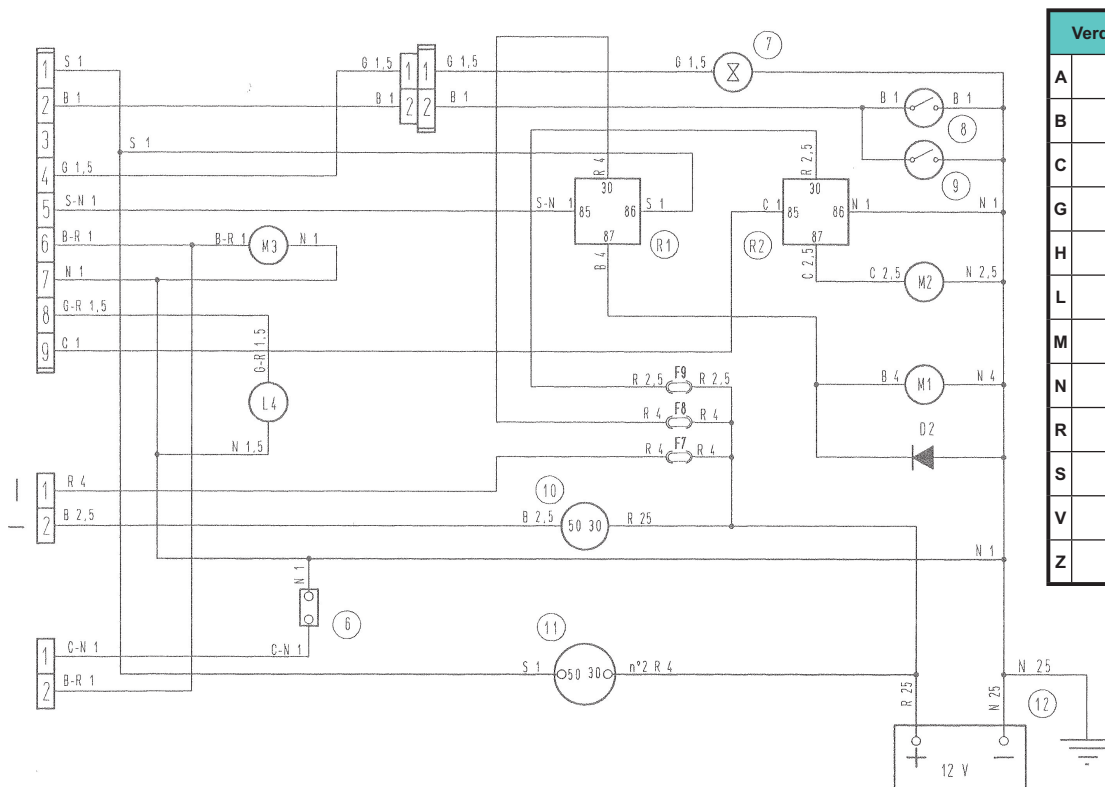 Verd
A
B
C
G
H
L
M
N
R
S
V
Z
1 S 1
2 B 1
3
4 G 1,5
5 S-N 1
6 B-R 1
7 N 1
8 G-R 1,5
9 C 1
G 1,5 1 1 G 1,5
B 1 2 2 B 1
G 1,5
7
B 1 B 1
8
9
S 1
R 4
R 2,5
S-N 1 85 30 86 87 S 1
R1
C 1 85 30 86 87 N 1
N 1
R2
B 4
C 2,5
B-R 1 M3 N 1
C 2,5 M2 N 2,5
G-R 1,5
L4
N 1,5
R 2,5 F9 R 2,5
R 4 F8 R 4
R 4 F7 R 4
B 4 M1 N 4
D2
1 R 4
2 B 2,5
10
B 2,5 50 30 R 25
N 1
N 1
6
1 C-N 1
C-N 1
2 B-R 1
11
S 1 50 30 n°2 R 4
R 25
N 25
N 25
12
+ −
12 V